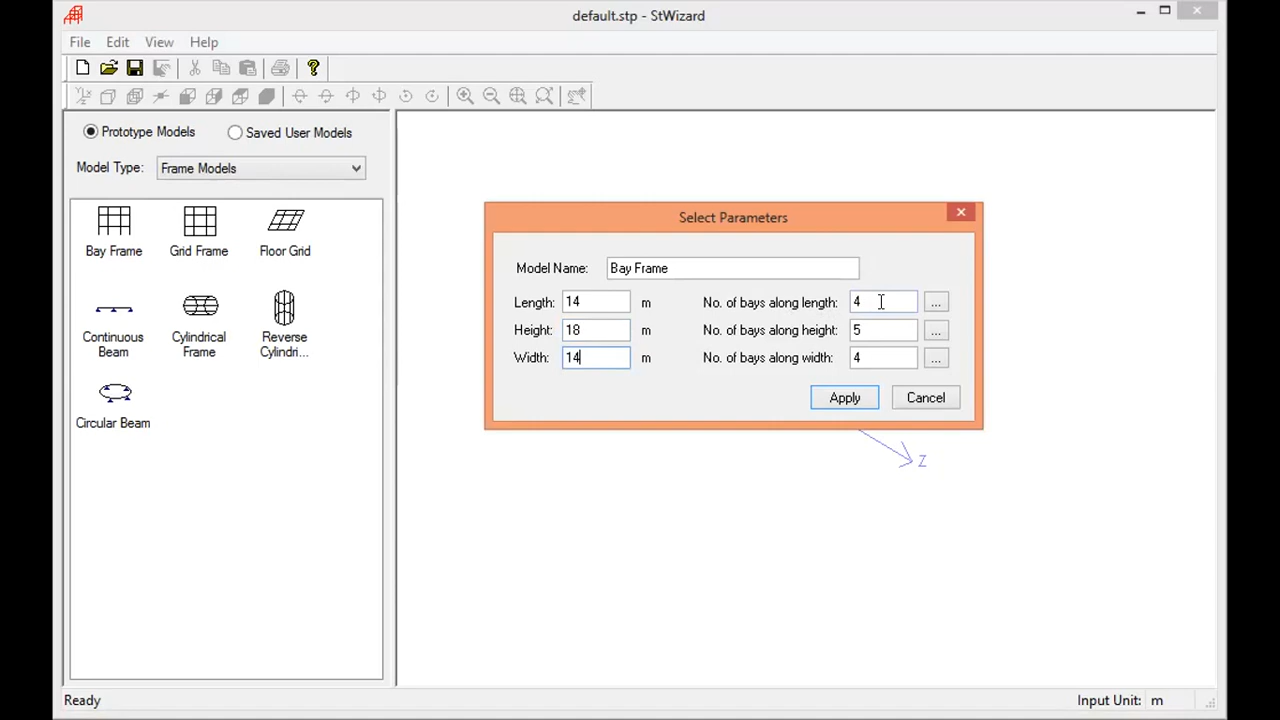 default.stp - StWizard
File Edit View Help
Prototype Models Saved User Models
Model Type: Frame Models
Bay Frame Grid Frame Floor Grid
Continuous Beam Cylindrical Frame Reverse Cylindri...
Circular Beam
Select Parameters
Model Name: Bay Frame
Length: 14 m No. of bays along length: 4 ...
Height: 18 m No. of bays along height: 5 ...
Width: 14 m No. of bays along width: 4 ...
Apply Cancel
Z
Ready Input Unit: m